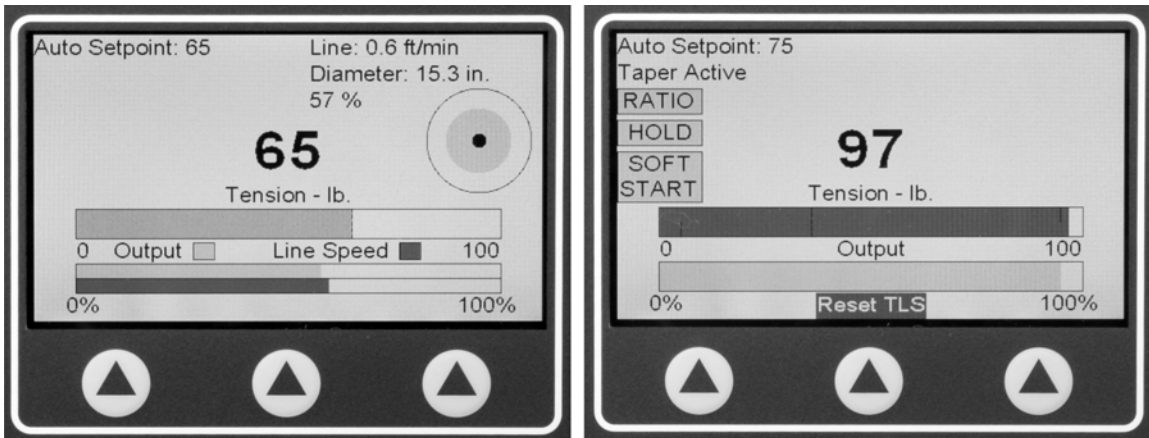 Auto Setpoint: 65
Line: 0.6 ft/min
Diameter: 15.3 in.
57 %
65
Tension - lb.
0 Output Line Speed 100
0% 100%
Auto Setpoint: 75
Taper Active
RATIO
HOLD
SOFT
START
97
Tension - lb.
0 Output 100
0% Reset TLS 100%